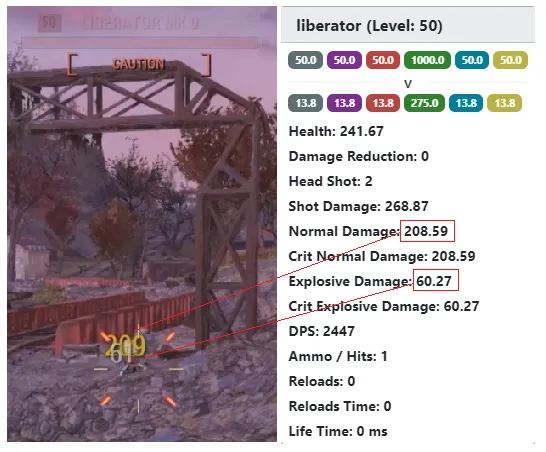 50 LIBERATOR MK 0
CAUTION
209
61
liberator (Level: 50)
50.0 50.0 50.0 1000.0 50.0 50.0
V
13.8 13.8 13.8 275.0 13.8 13.8
Health: 241.67
Damage Reduction: 0
Head Shot: 2
Shot Damage: 268.87
Normal Damage: 208.59
Crit Normal Damage: 208.59
Explosive Damage: 60.27
Crit Explosive Damage: 60.27
DPS: 2447
Ammo / Hits: 1
Reloads: 0
Reloads Time: 0
Life Time: 0 ms